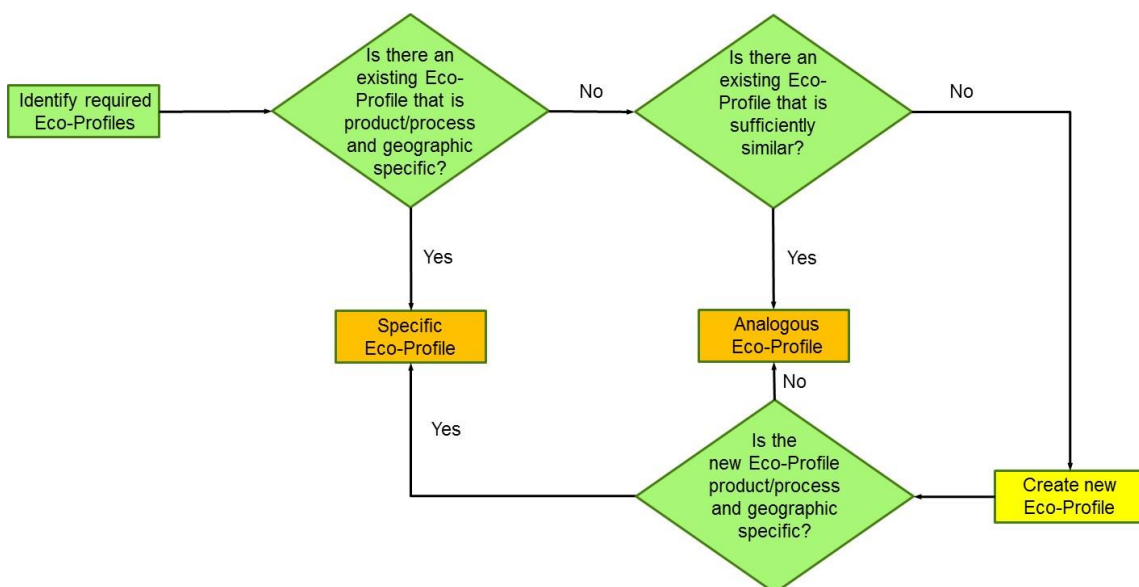 Identify required
Eco-Profiles
Is there an
existing Eco-
Profile that is
product/process
and geographic
specific?
No
Is there an
existing Eco-
Profile that is
sufficiently
similar?
No
Yes
Yes
Specific
Eco-Profile
Analogous
Eco-Profile
No
Yes
Is the
new Eco-Profile
product/process
and geographic
specific?
Create new
Eco-Profile